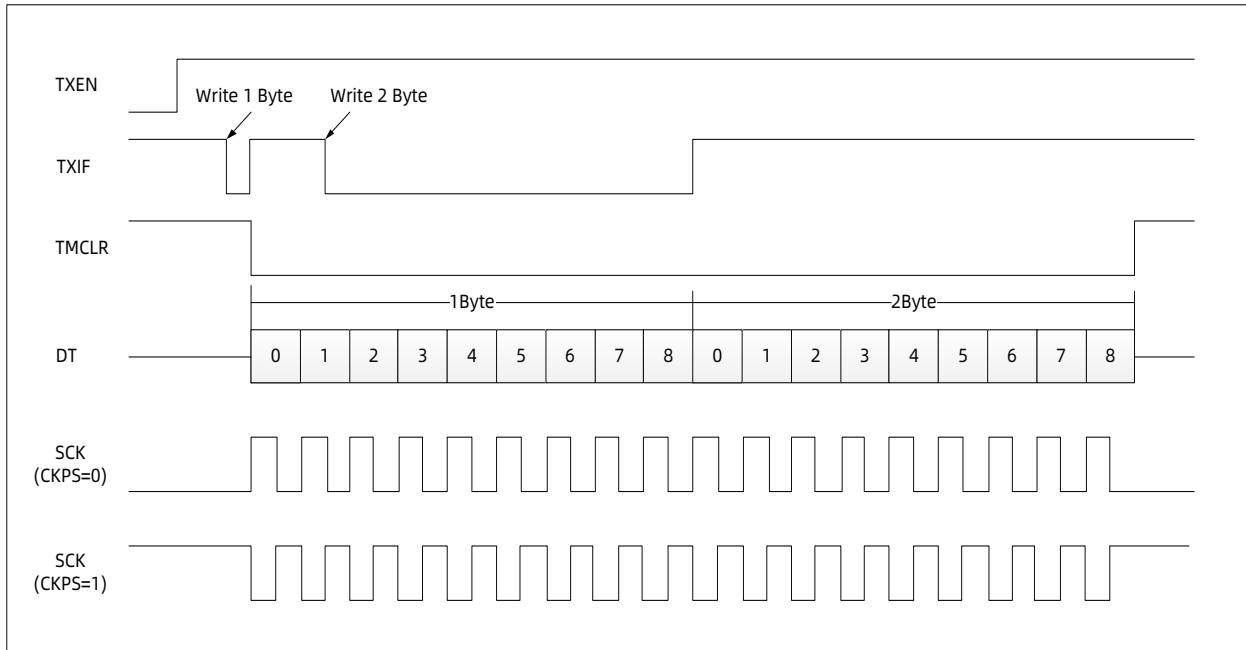 TXEN
Write 1 Byte Write 2 Byte
TXIF
TMCLR
1Byte 2Byte
DT 0 1 2 3 4 5 6 7 8 0 1 2 3 4 5 6 7 8
SCK
(CKPS=0)
SCK
(CKPS=1)